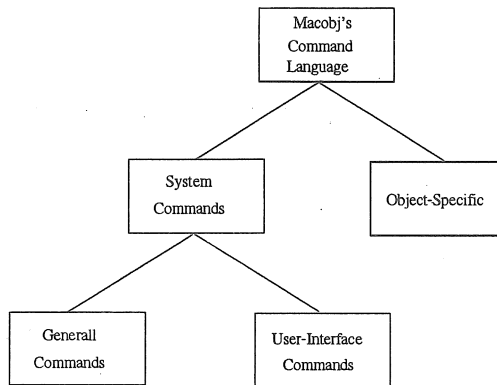 Macobj's
Command
Language
System
Commands
Object-Specific
Generall
Commands
User-Interface
Commands